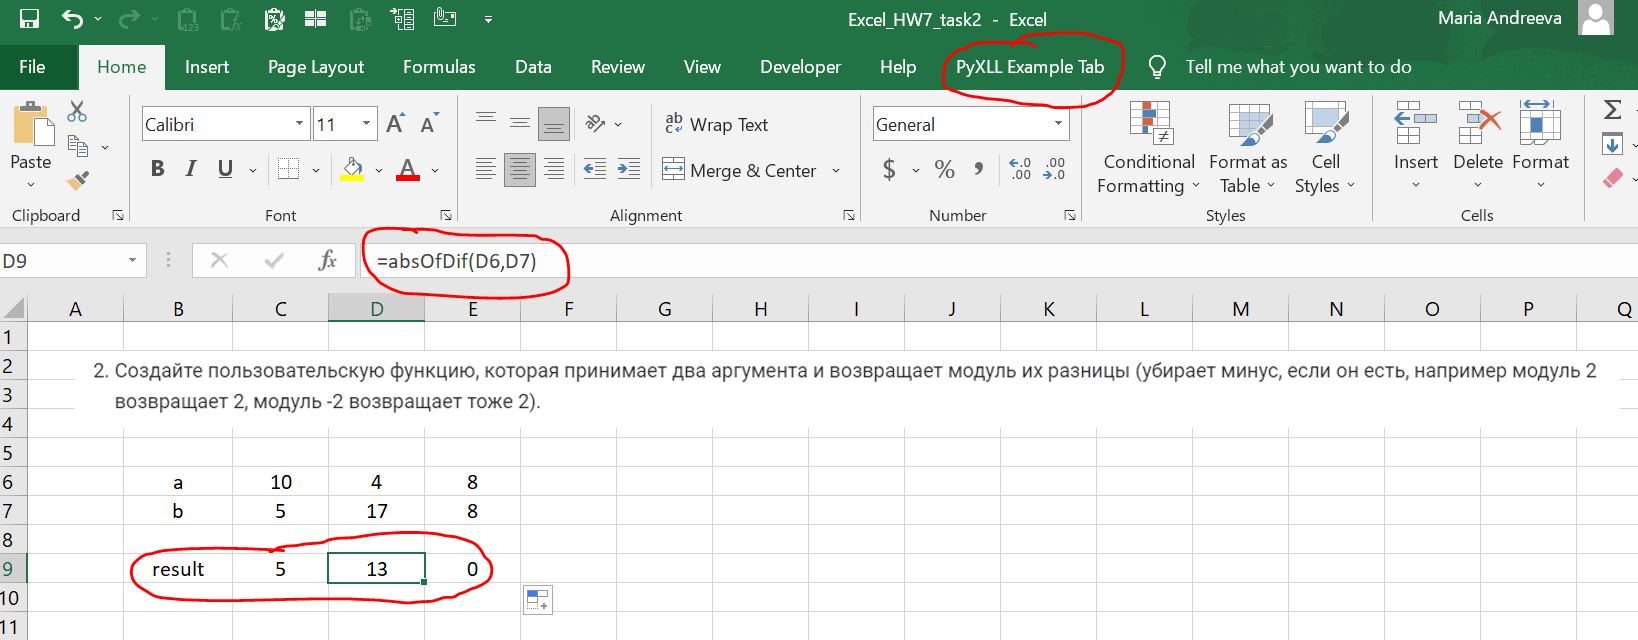 Excel_HW7_task2 - Excel
Maria Andreeva
File Home Insert Page Layout Formulas Data Review View Developer Help PyXLL Example Tab Tell me what you want to do
Calibri 11
ab
c Wrap Text
General
Paste
B I U
Merge & Center
$ % ,
Conditional Formatting
Format as Table
Cell Styles
Insert Delete Format
Clipboard Font Alignment Number Styles Cells
D9 fx =absOfDif(D6,D7)
A B C D E F G H I J K L M N O P Q
1
2 2. Создайте пользовательскую функцию, которая принимает два аргумента и возвращает модуль их разницы (убирает минус, если он есть, например модуль 2
3 возвращает 2, модуль -2 возвращает тоже 2).
4
5
6 a 10 4 8
7 b 5 17 8
8
9 result 5 13 0
10
11